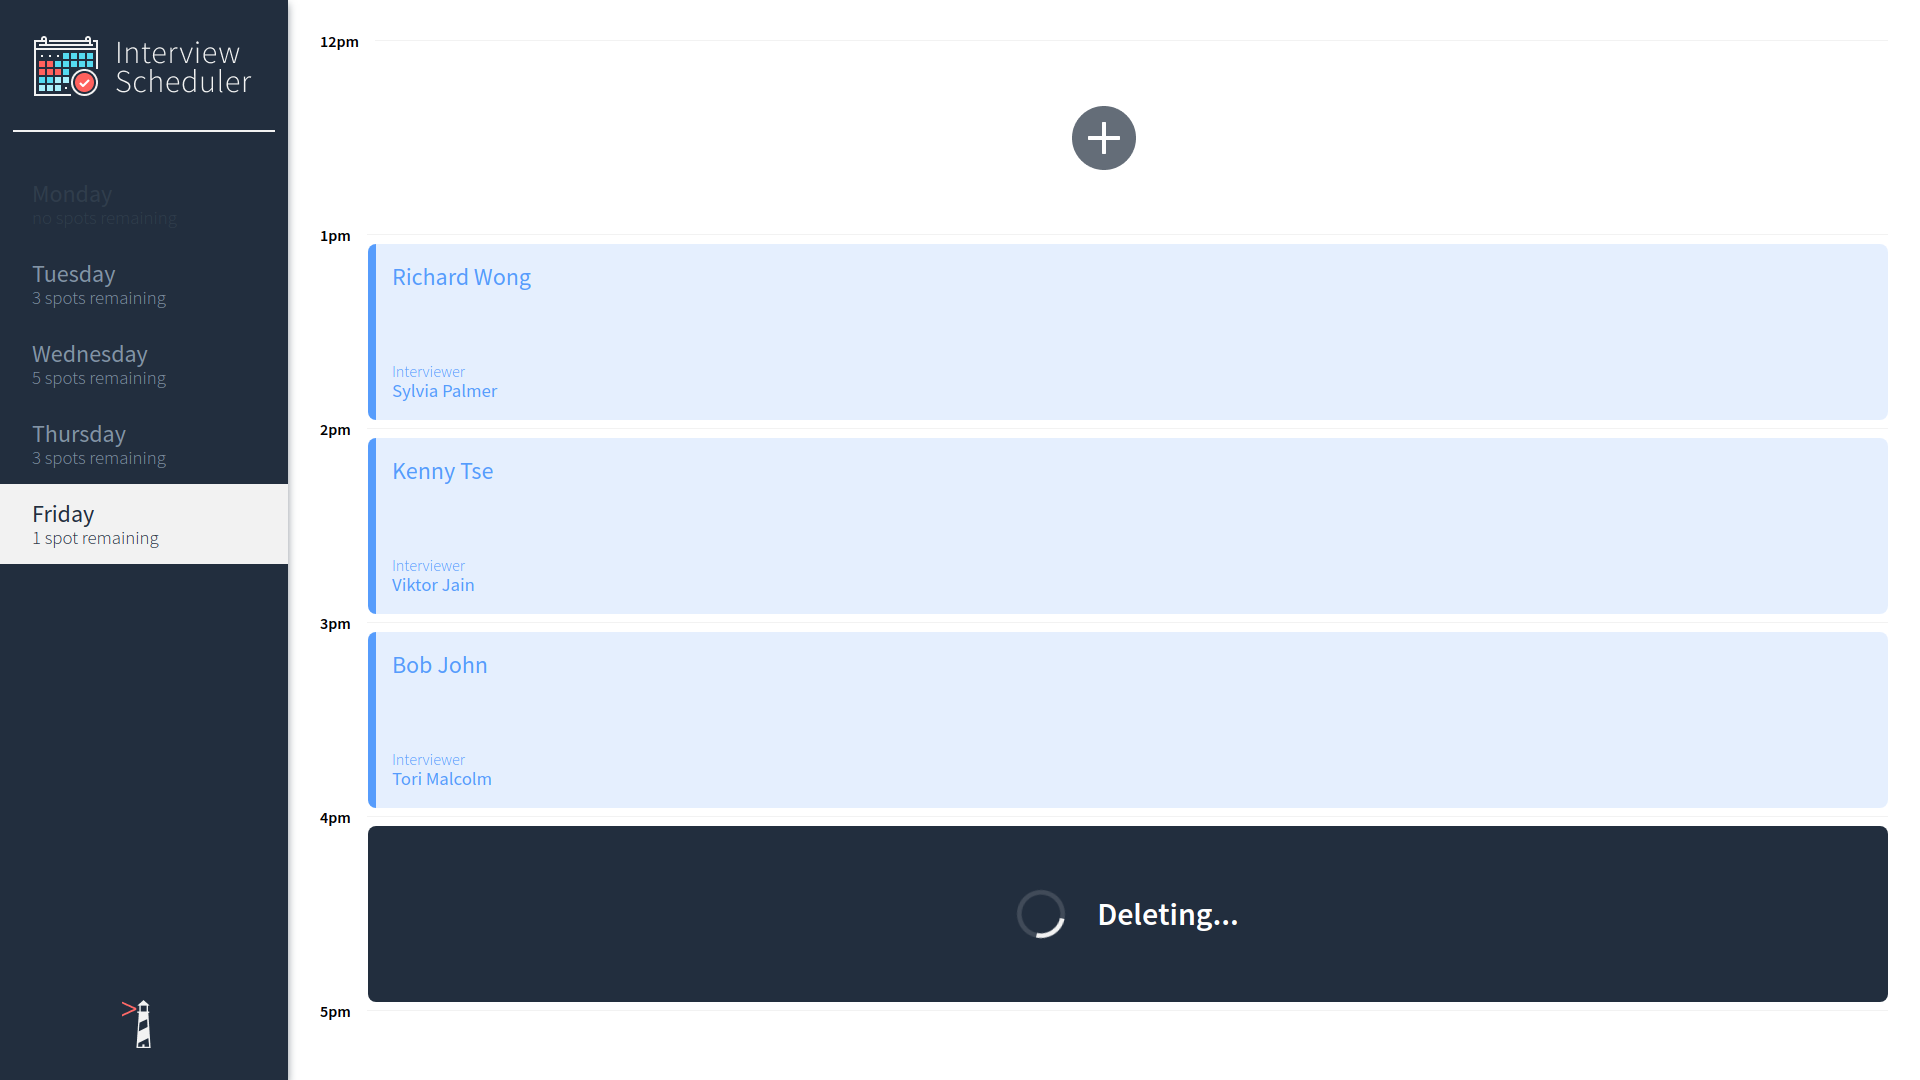 Interview
Scheduler
Monday
no spots remaining
Tuesday
3 spots remaining
Wednesday
5 spots remaining
Thursday
3 spots remaining
Friday
1 spot remaining
12pm
1pm
Richard Wong
Interviewer
Sylvia Palmer
2pm
Kenny Tse
Interviewer
Viktor Jain
3pm
Bob John
Interviewer
Tori Malcolm
4pm
Deleting...
5pm